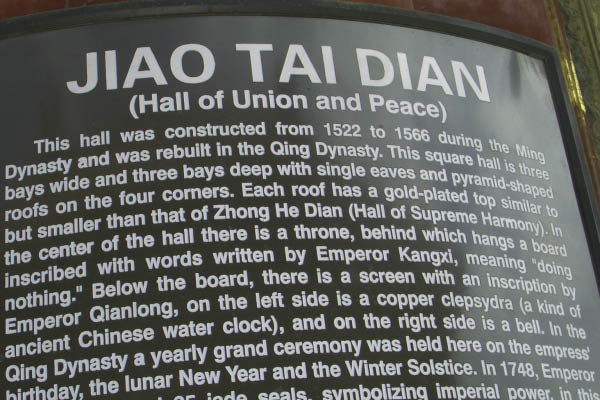 JIAO TAI DIAN
(Hall of Union and Peace)
This hall was constructed from 1522 to 1566 during the Ming
Dynasty and was rebuilt in the Qing Dynasty. This square hall is three
bays wide and three bays deep with single eaves and pyramid-shaped
roofs on the four corners. Each roof has a gold-plated top similar to
but smaller than that of Zhong He Dian (Hall of Supreme Harmony). In
the center of the hall there is a throne, behind which hangs a board
inscribed with words written by Emperor Kangxi, meaning "doing
nothing." Below the board, there is a screen with an inscription by
Emperor Qianlong, on the left side is a copper clepsydra (a kind of
ancient Chinese water clock), and on the right side is a bell. In the
Qing Dynasty a yearly grand ceremony was held here on the empress'
birthday, the lunar New Year and the Winter Solstice. In 1748, Emperor
25 jade seals, symbolizing imperial power, in this